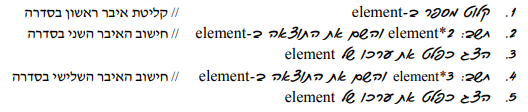 1. קלוט מספר ב-element // קליטת איבר ראשון בסדרה
2. חשב: element*2 והשם את התוצאה ב-element // חישוב האיבר השני בסדרה
3. הצג כפלט את ערכו של element
4. חשב: element*3 והשם את התוצאה ב-element // חישוב האיבר השלישי בסדרה
5. הצג כפלט את ערכו של element